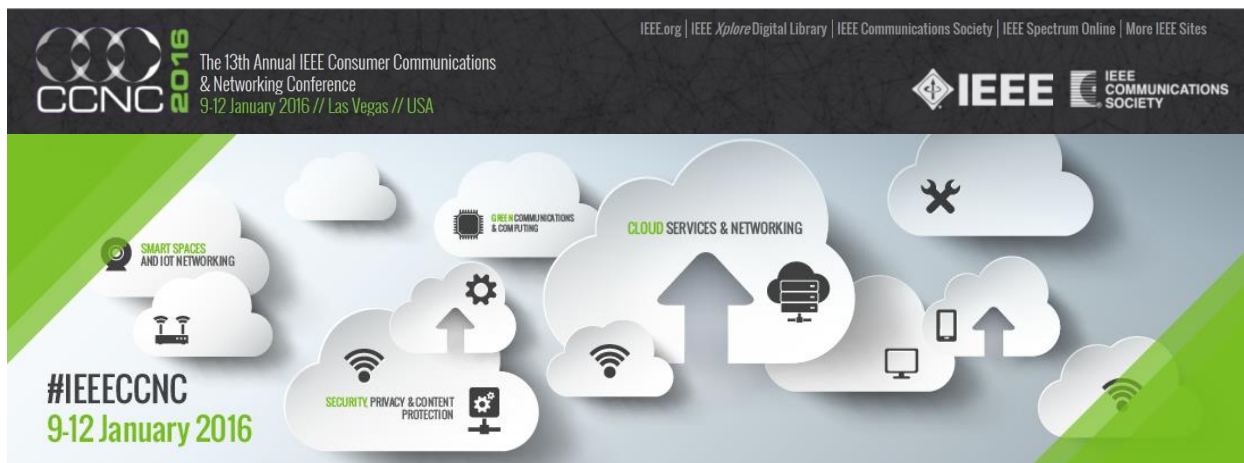 IEEE.org | IEEE Xplore Digital Library | IEEE Communications Society | IEEE Spectrum Online | More IEEE Sites
CCNC 2016
The 13th Annual IEEE Consumer Communications
& Networking Conference
9-12 January 2016 // Las Vegas // USA
IEEE
IEEE
COMMUNICATIONS
SOCIETY
GREEN COMMUNICATIONS
& COMPUTING
CLOUD SERVICES & NETWORKING
SMART SPACES
AND IOT NETWORKING
SECURITY, PRIVACY & CONTENT
PROTECTION
#IEEECCNC
9-12 January 2016